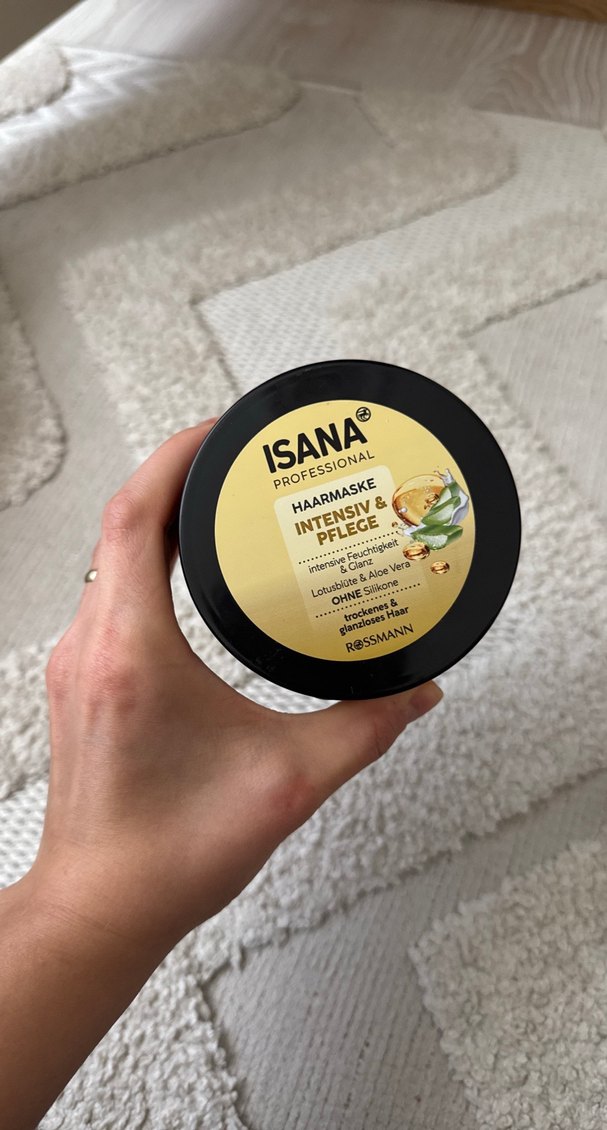 ISANA
PROFESSIONAL
HAARMASKE
INTENSIV &
PFLEGE
intensive Feuchtigkeit
& Glanz
Lotusblüte & Aloe Vera
OHNE Silikone
trockenes &
glanzloses Haar
ROSSMANN